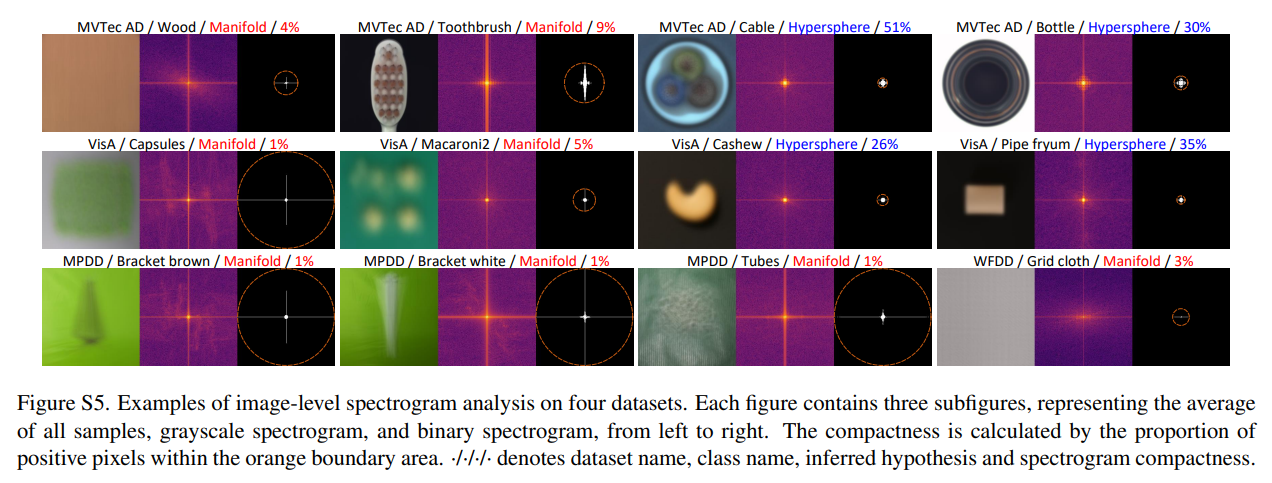 MVTec AD / Wood / Manifold / 4%
MVTec AD / Toothbrush / Manifold / 9%
MVTec AD / Cable / Hypersphere / 51%
MVTec AD / Bottle / Hypersphere / 30%
VisA / Capsules / Manifold / 1%
VisA / Macaroni2 / Manifold / 5%
VisA / Cashew / Hypersphere / 26%
VisA / Pipe fryum / Hypersphere / 35%
MPDD / Bracket brown / Manifold / 1%
MPDD / Bracket white / Manifold / 1%
MPDD / Tubes / Manifold / 1%
WFDD / Grid cloth / Manifold / 3%
Figure S5. Examples of image-level spectrogram analysis on four datasets. Each figure contains three subfigures, representing the average
of all samples, grayscale spectrogram, and binary spectrogram, from left to right. The compactness is calculated by the proportion of
positive pixels within the orange boundary area. ·/·/·/· denotes dataset name, class name, inferred hypothesis and spectrogram compactness.